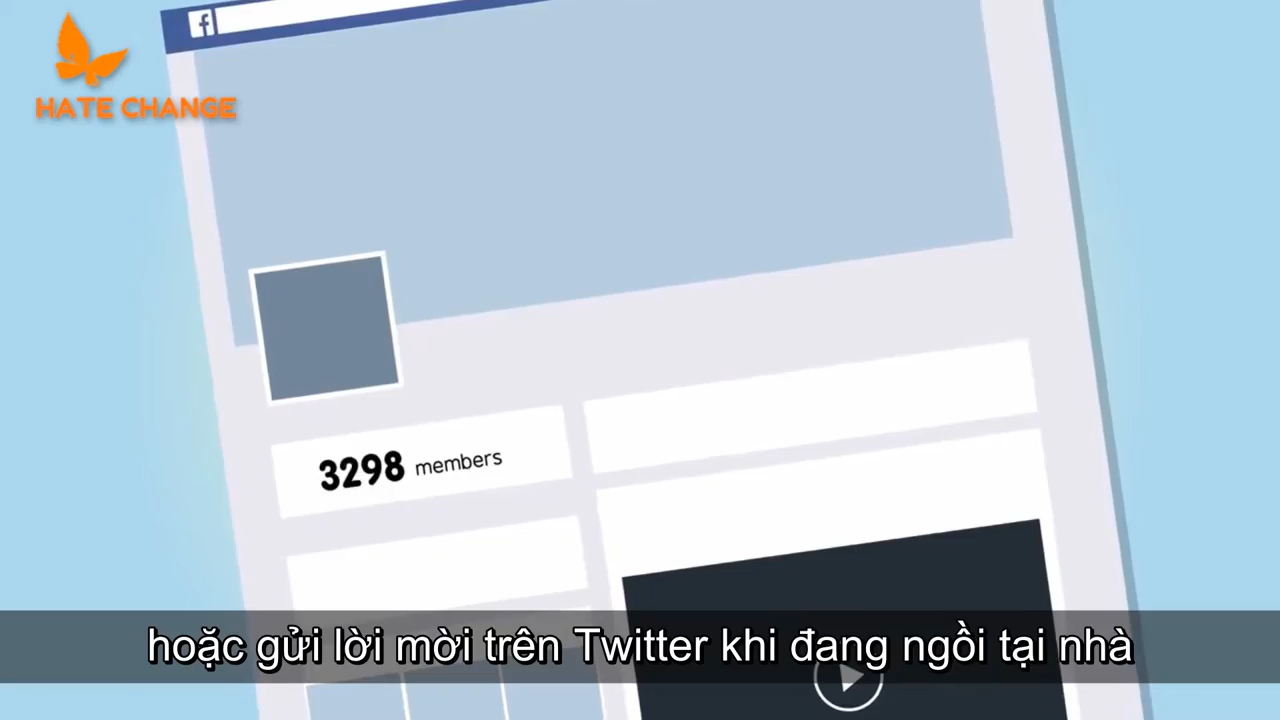 f
HATE CHANGE
3298 members
hoặc gửi lời mời trên Twitter khi đang ngồi tại nhà